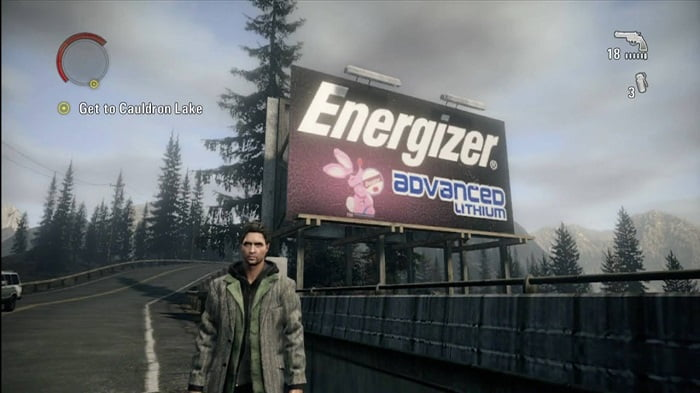 Get to Cauldron Lake
18
3
Energizer®
ADVANCED
LITHIUM